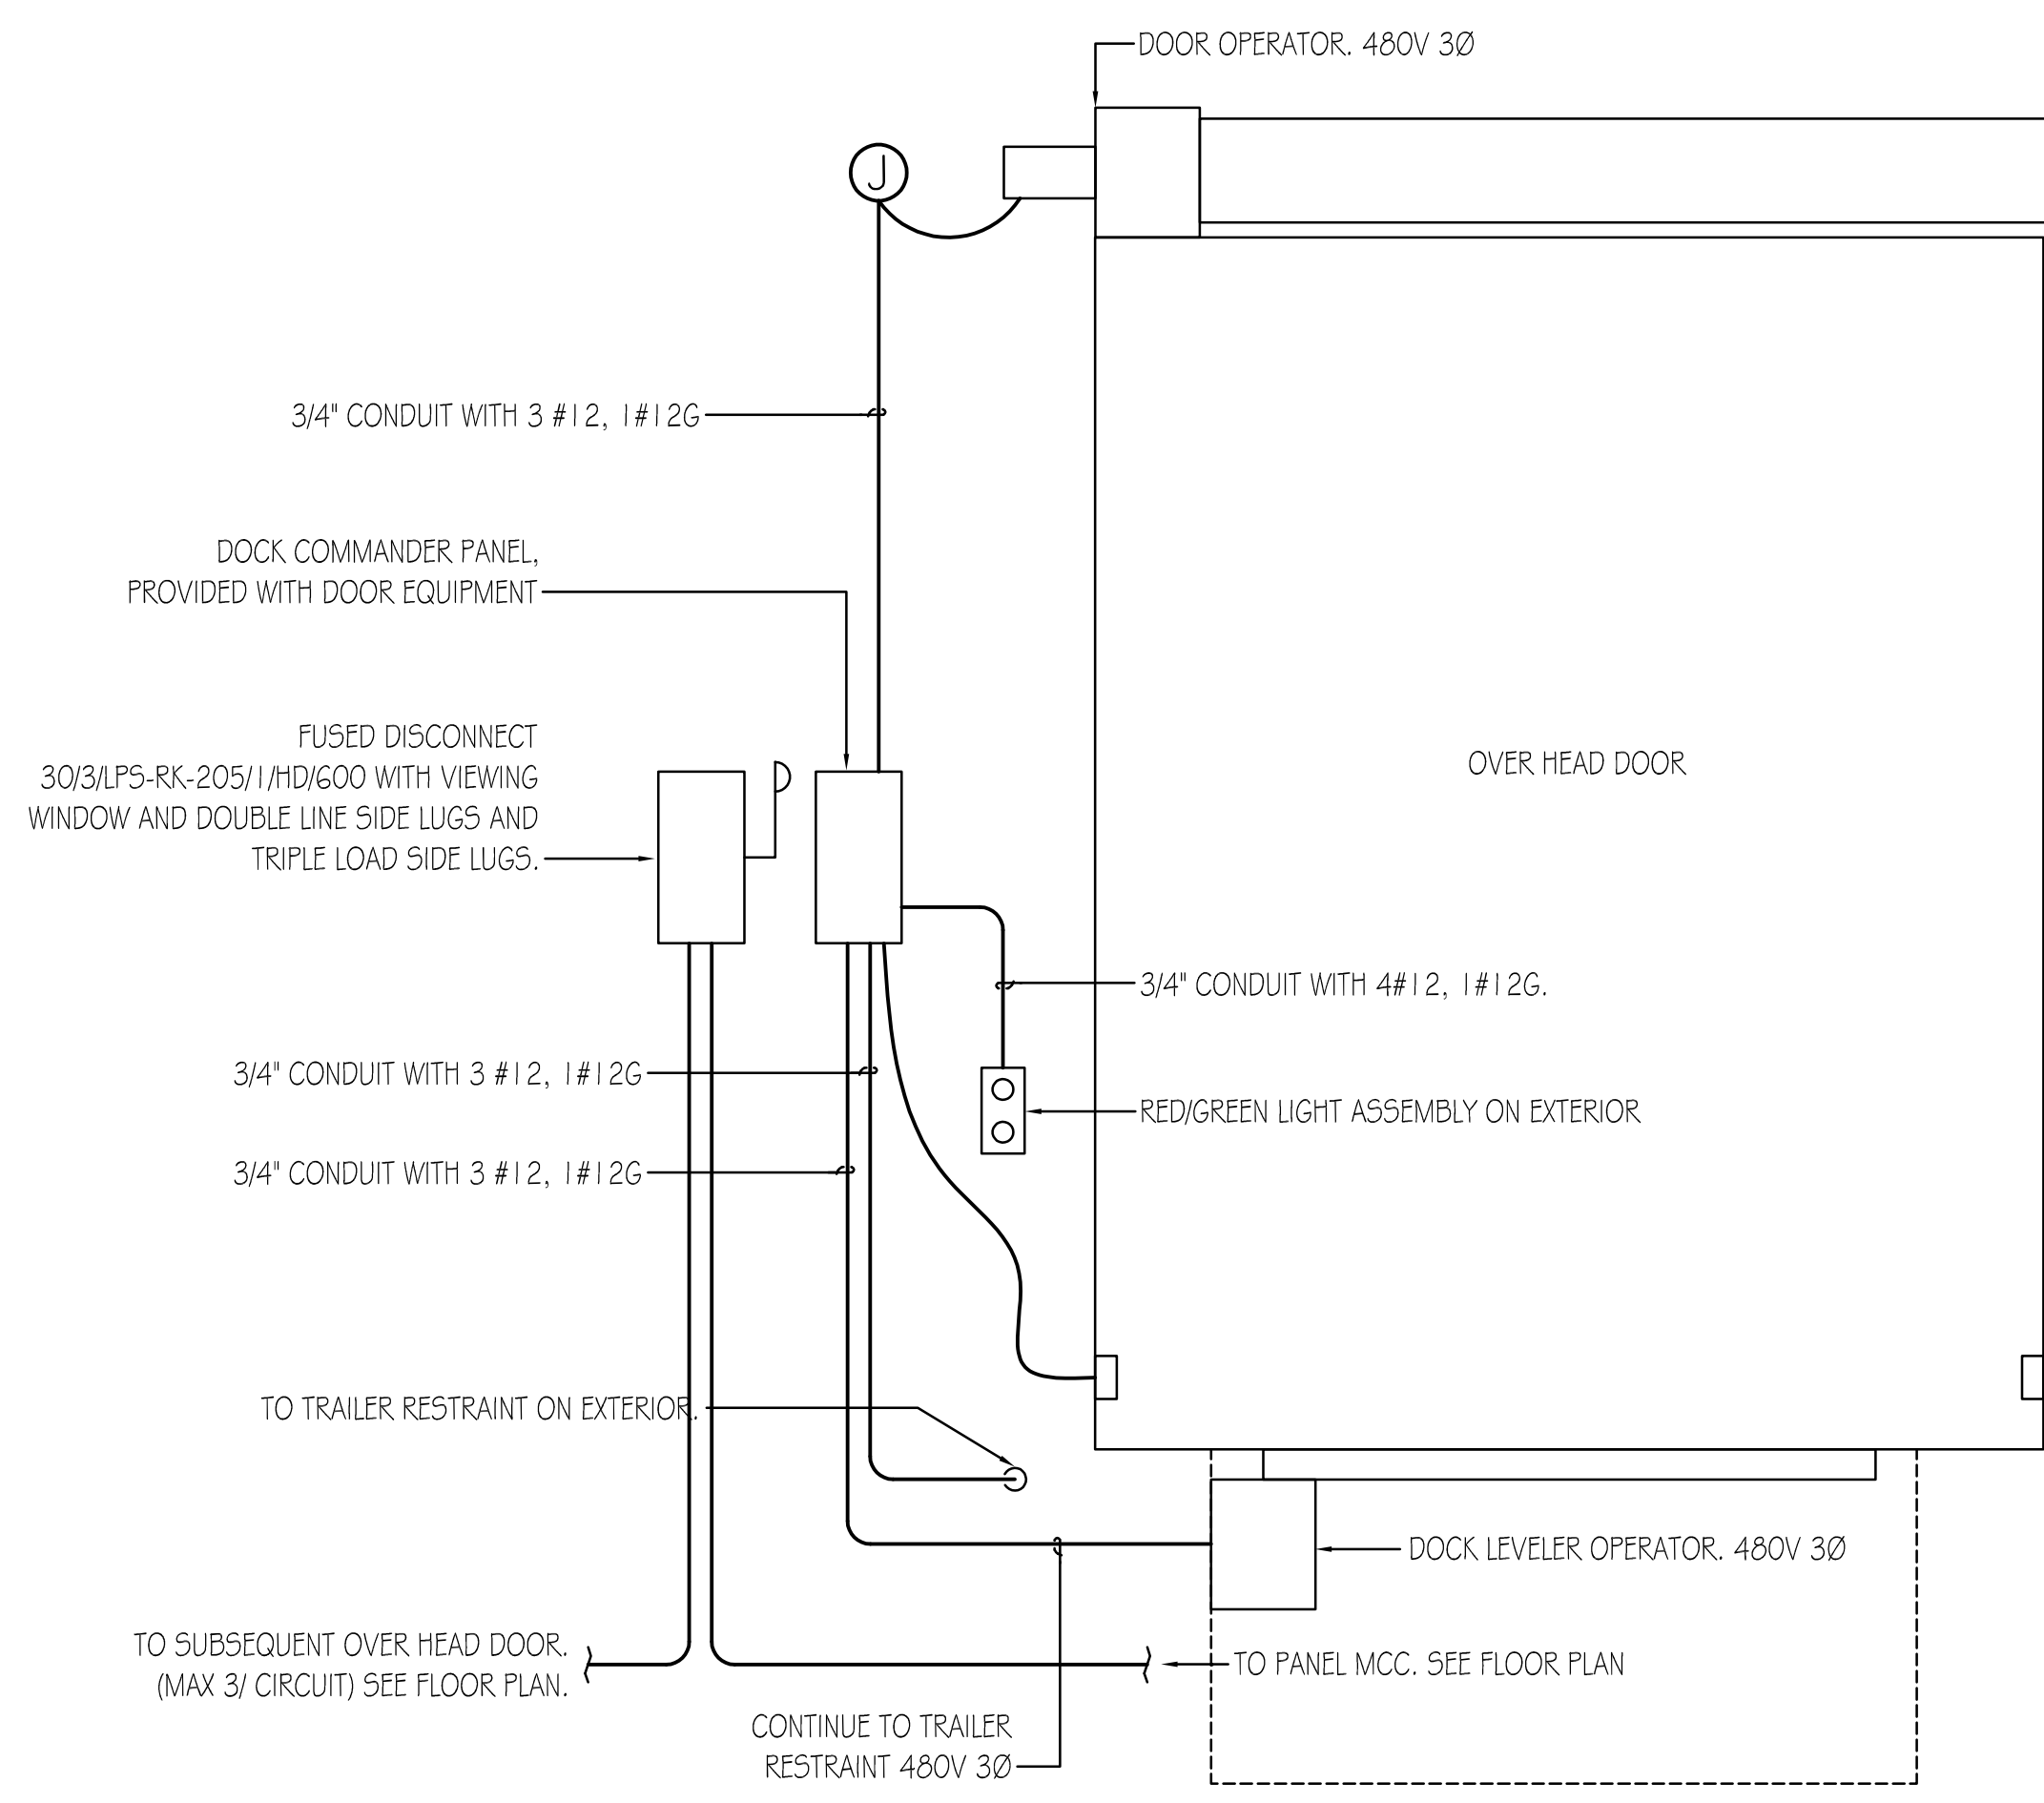 DOOR OPERATOR. 480V 3Ø
J
3/4" CONDUIT WITH 3 #12, 1#12G
DOCK COMMANDER PANEL,
PROVIDED WITH DOOR EQUIPMENT
FUSED DISCONNECT
30/3/LPS-RK-205/1/HD/600 WITH VIEWING
WINDOW AND DOUBLE LINE SIDE LUGS AND
TRIPLE LOAD SIDE LUGS.
OVER HEAD DOOR
3/4" CONDUIT WITH 4#12, 1#12G.
3/4" CONDUIT WITH 3 #12, 1#12G
RED/GREEN LIGHT ASSEMBLY ON EXTERIOR
3/4" CONDUIT WITH 3 #12, 1#12G
TO TRAILER RESTRAINT ON EXTERIOR.
DOCK LEVELER OPERATOR. 480V 3Ø
TO SUBSEQUENT OVER HEAD DOOR.
(MAX 3/ CIRCUIT) SEE FLOOR PLAN.
TO PANEL MCC. SEE FLOOR PLAN
CONTINUE TO TRAILER
RESTRAINT 480V 3Ø